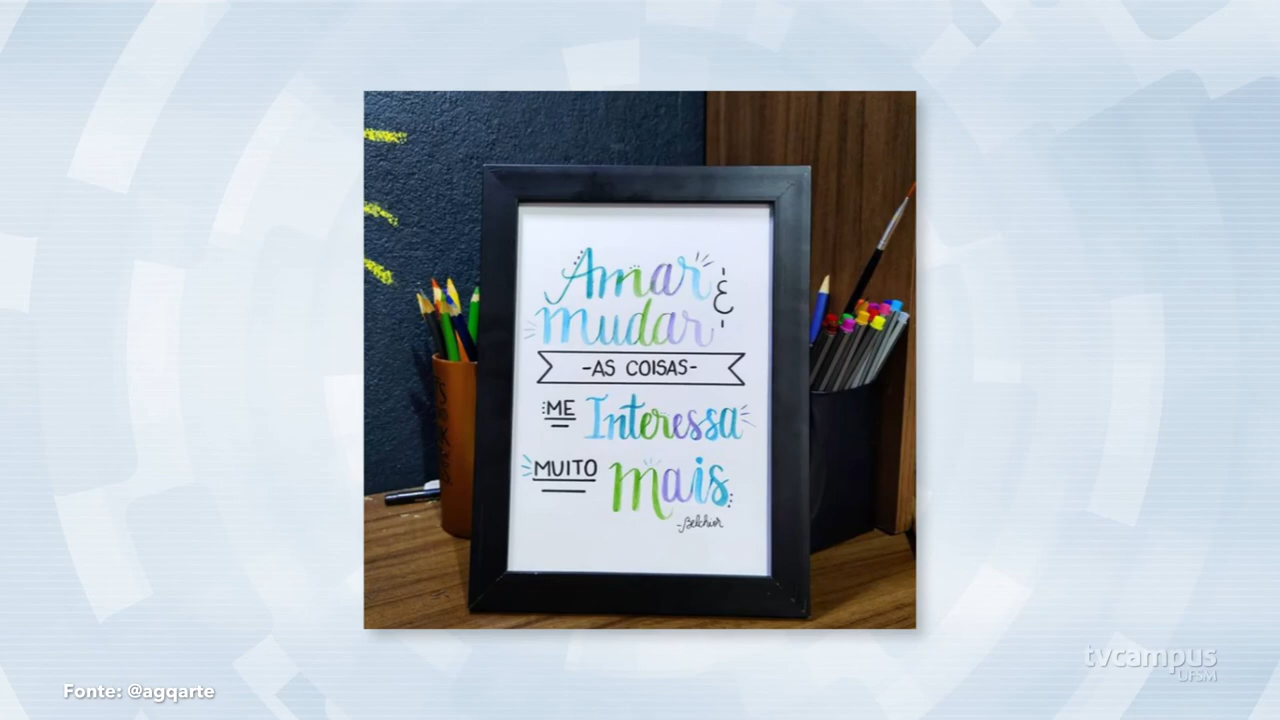 Amar &
mudar
-AS COISAS-
ME Interessa
MUITO mais
-Belchior
Fonte: @agqarte
tvcampus
UFSM